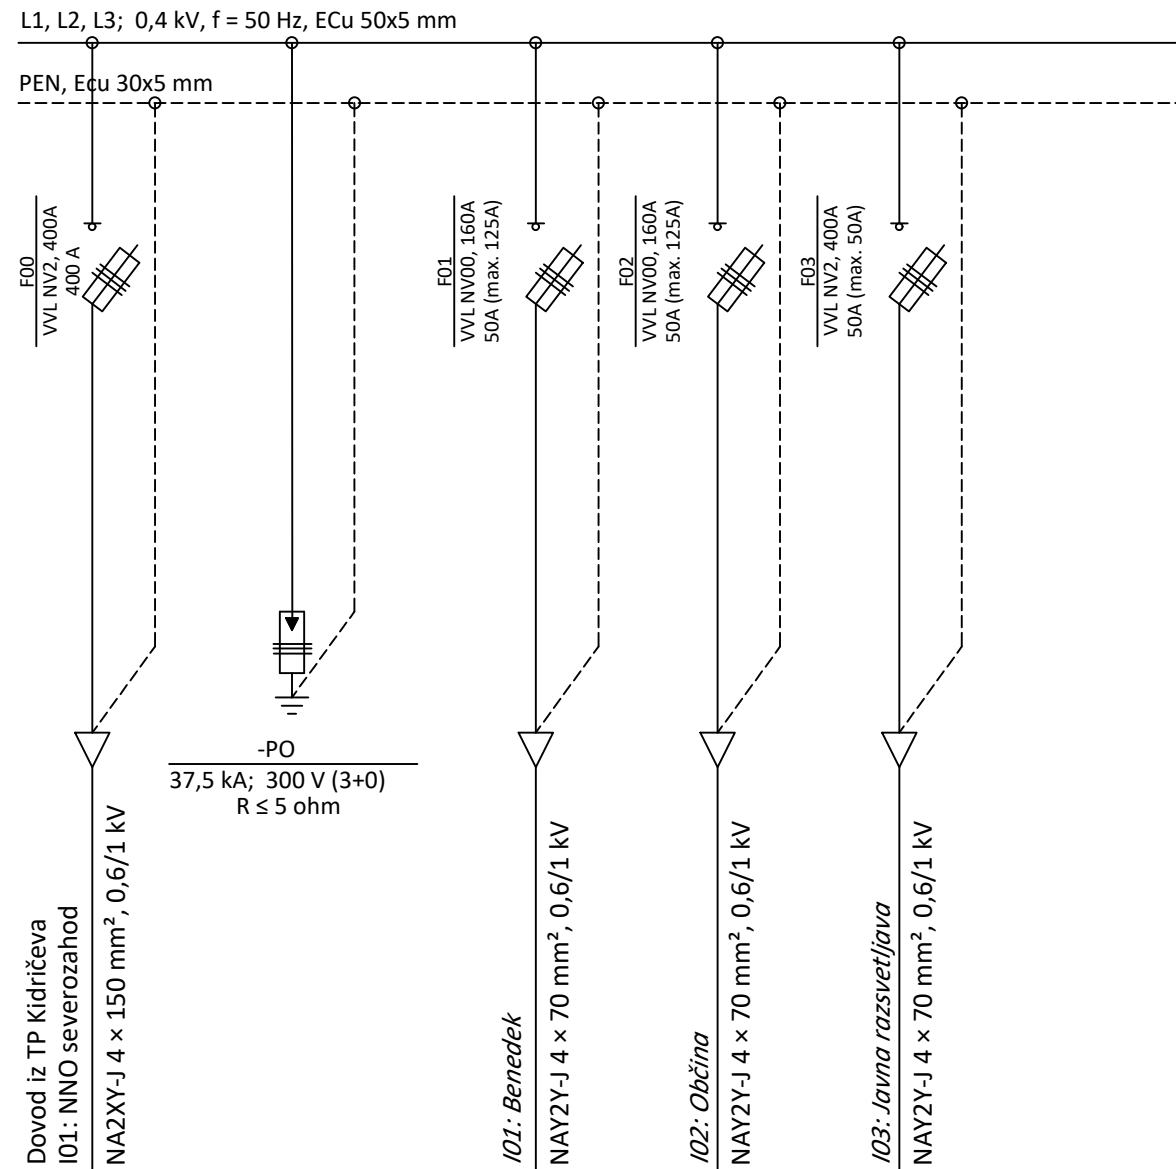 L1, L2, L3; 0,4 kV, f = 50 Hz, ECu 50x5 mm
PEN, Ecu 30x5 mm
F00
VVL NV2, 400A
400 A
F01
VVL NV00, 160A
50A (max. 125A)
F02
VVL NV00, 160A
50A (max. 125A)
F03
VVL NV2, 400A
50A (max. 50A)
-PO
37,5 kA; 300 V (3+0)
R ≤ 5 ohm
Dovod iz TP Kidričeva
I01: NNO severozahod
NA2XY-J 4 × 150 mm², 0,6/1 kV
I01: Benedek
NAY2Y-J 4 × 70 mm², 0,6/1 kV
I02: Občina
NAY2Y-J 4 × 70 mm², 0,6/1 kV
I03: Javna razsvetljava
NAY2Y-J 4 × 70 mm², 0,6/1 kV